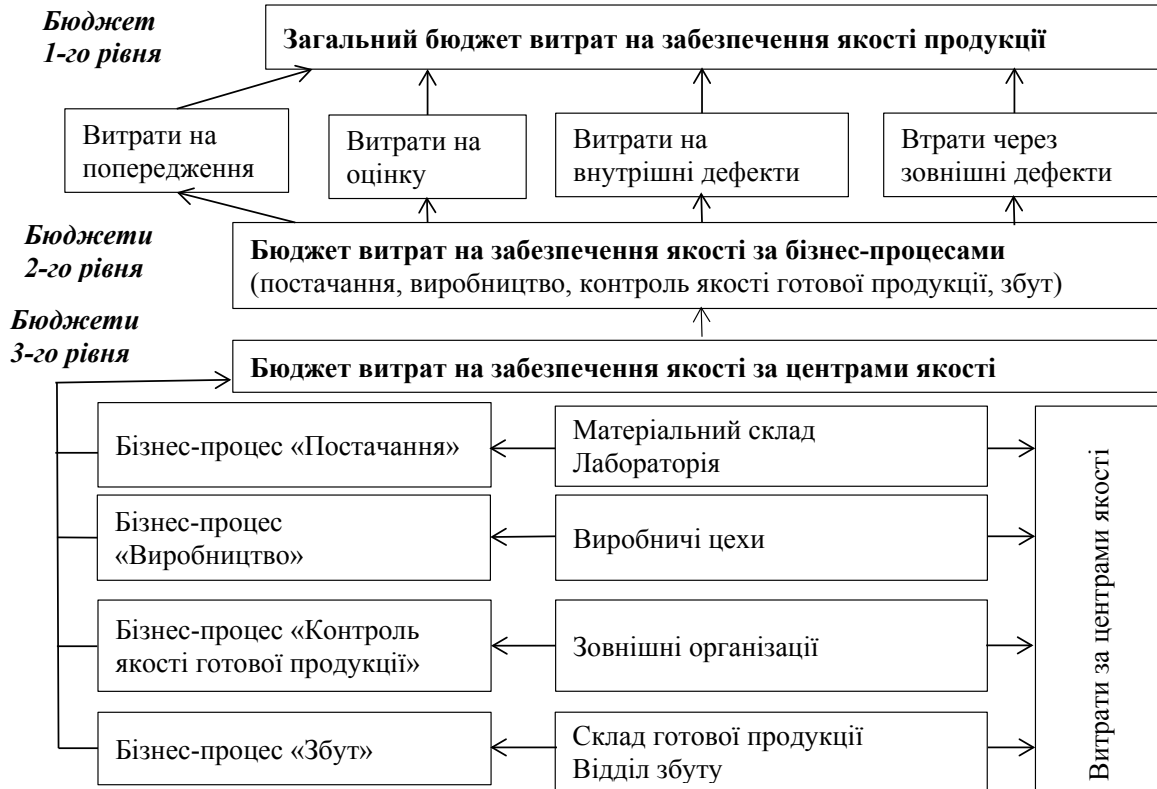 Бюджет
1-го рівня
Загальний бюджет витрат на забезпечення якості продукції
Витрати на
попередження
Витрати на
оцінку
Витрати на
внутрішні дефекти
Втрати через
зовнішні дефекти
Бюджети
2-го рівня
Бюджет витрат на забезпечення якості за бізнес-процесами
(постачання, виробництво, контроль якості готової продукції, збут)
Бюджети
3-го рівня
Бюджет витрат на забезпечення якості за центрами якості
Бізнес-процес «Постачання»
Матеріальний склад
Лабораторія
Бізнес-процес
«Виробництво»
Виробничі цехи
Бізнес-процес «Контроль
якості готової продукції»
Зовнішні організації
Бізнес-процес «Збут»
Склад готової продукції
Відділ збуту
Витрати за центрами якості